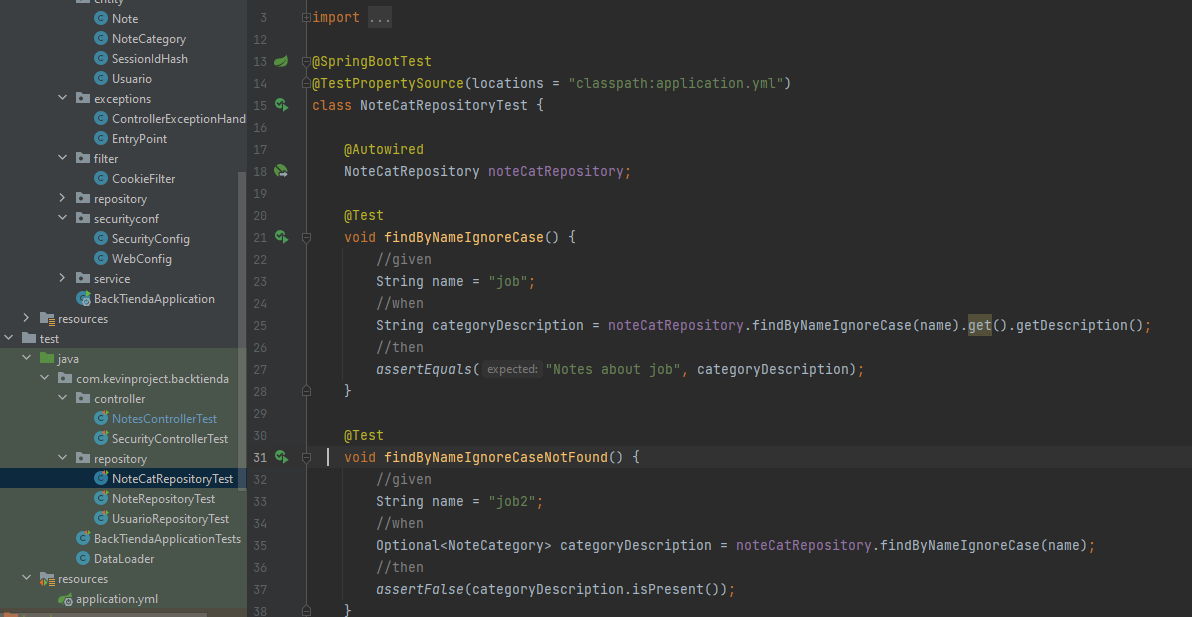 entity
Note
NoteCategory
SessionIdHash
Usuario
exceptions
ControllerExceptionHand
EntryPoint
filter
CookieFilter
repository
securityconf
SecurityConfig
WebConfig
service
BackTiendaApplication
resources
test
java
com.kevinproject.backtienda
controller
NotesControllerTest
SecurityControllerTest
repository
NoteCatRepositoryTest
NoteRepositoryTest
UsuarioRepositoryTest
BackTiendaApplicationTests
DataLoader
resources
application.yml
3 import ...
12
13 @SpringBootTest
14 @TestPropertySource(locations = "classpath:application.yml")
15 class NoteCatRepositoryTest {
16
17 @Autowired
18 NoteCatRepository noteCatRepository;
19
20 @Test
21 void findByNameIgnoreCase() {
22 //given
23 String name = "job";
24 //when
25 String categoryDescription = noteCatRepository.findByNameIgnoreCase(name).get().getDescription();
26 //then
27 assertEquals( expected: "Notes about job", categoryDescription);
28 }
29
30 @Test
31 void findByNameIgnoreCaseNotFound() {
32 //given
33 String name = "job2";
34 //when
35 Optional<NoteCategory> categoryDescription = noteCatRepository.findByNameIgnoreCase(name);
36 //then
37 assertFalse(categoryDescription.isPresent());
38 }